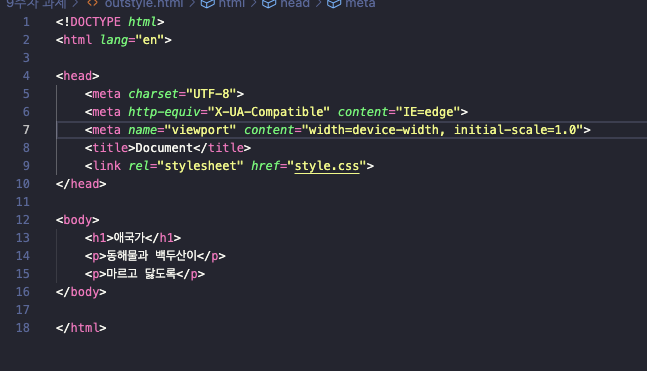 9주차 과제 > <> outstyle.html > html > head > meta
1 <!DOCTYPE html>
2 <html lang="en">
3
4 <head>
5 <meta charset="UTF-8">
6 <meta http-equiv="X-UA-Compatible" content="IE=edge">
7 <meta name="viewport" content="width=device-width, initial-scale=1.0">
8 <title>Document</title>
9 <link rel="stylesheet" href="style.css">
10 </head>
11
12 <body>
13 <h1>애국가</h1>
14 <p>동해물과 백두산이</p>
15 <p>마르고 닳도록</p>
16 </body>
17
18 </html>